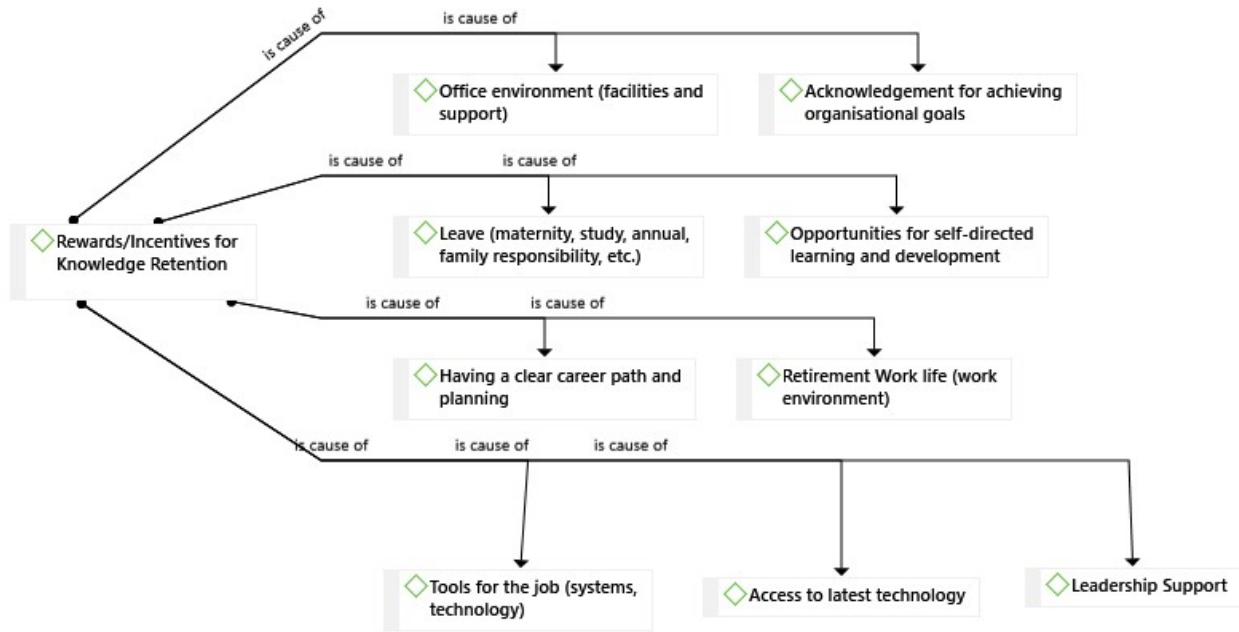 is cause of
is cause of
Office environment (facilities and
support)
Acknowledgement for achieving
organisational goals
is cause of
is cause of
Rewards/Incentives for
Knowledge Retention
Leave (maternity, study, annual,
family responsibility, etc.)
Opportunities for self-directed
learning and development
is cause of
is cause of
Having a clear career path and
planning
Retirement Work life (work
environment)
is cause of
is cause of
is cause of
Tools for the job (systems,
technology)
Access to latest technology
Leadership Support